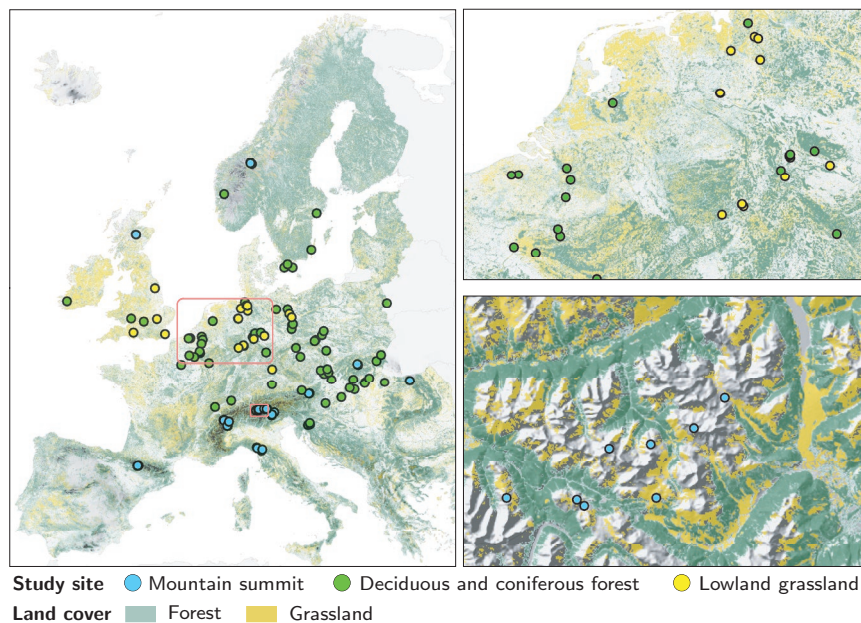 Study site Mountain summit Deciduous and coniferous forest Lowland grassland
Land cover Forest Grassland